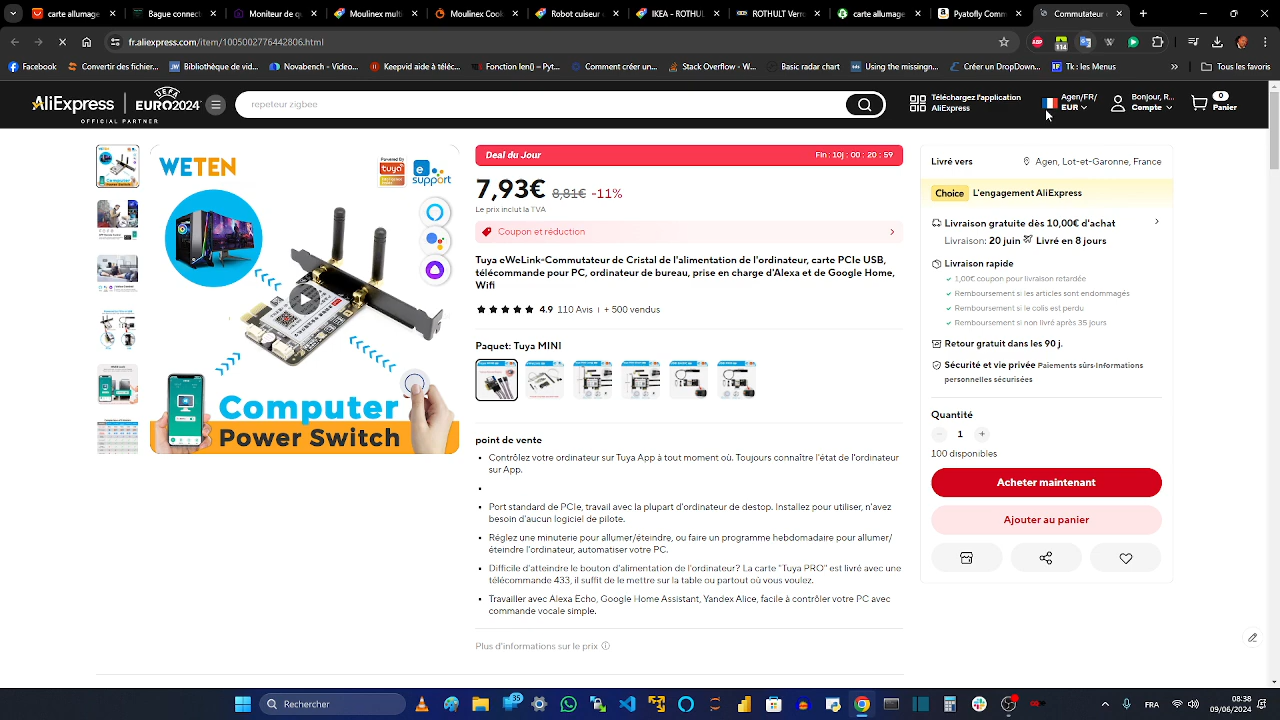 carte allumage
Bague connect
Moniteur de qu
Moulinex multi
Moulinex Cook
Robot cuiseur
IKEA - ROTHUL
ROTHULT Verro
carte allumage
Pyatofly Comm
Commutateur
fr.aliexpress.com/item/1005002776442806.html
114
Facebook
Convertir des fichier...
Bibliothèque de vid...
Novabench - Video...
Keepvid aide à téléc...
Fonction len() — Pyt...
Comment créer un...
Stack Overflow - W...
Basic radar chart
Using the missign...
Créer un DropDown...
Tk : les Menus
Tous les favoris
AliExpress
UEFA
EURO2024
OFFICIAL PARTNER
repeteur zigbee
Téléchargez l'application
AliExpress
Agen/FR/
EUR
Bonjour, R...
Compte
0
Panier
WETEN
Powered by
tuya
e
support
Computer
Power Switch
Deal du Jour
Fin : 10j : 00 : 20 : 59
7,93€ 8,81€ -11%
Le prix inclut la TVA
Coupon et réduction
Tuya eWeLink-Commutateur de Cristal de l'alimentation de l'ordinateur, carte PCIe USB,
télécommande pour PC, ordinateur de bureau, prise en charge d'Alexa et de Google Home,
Wifi
4.9 110 Avis + 500 vendus
Paquet: Tuya MINI
point de vente
Contrôlez votre ordinateur sur Tuya App à tout moment où. Toujours connaître l'état de l'ordinateur
sur App.
Port standard de PCIe, travail avec la plupart d'ordinateur de destop. Installez pour utiliser, n'avez
besoin d'aucun logiciel de pilote.
Réglez une minuterie pour allumer/éteindre, ou faire un programme hebdomadaire pour allumer/
éteindre l'ordinateur, automatiser votre PC.
Difficile d'atteindre le bouton d'alimentation de l'ordinateur? La carte "Tuya PRO" est livré avec une
télécommande 433, il suffit de le mettre sur la table ou partout où vous voulez.
Travailler avec Alexa Echo, Google Home Assistant, Yandex Alice, facile à contrôler votre PC avec
commande vocale simple.
Plus d'informations sur le prix
Livré vers
Agen, Lot-et-Garonne, France
Choice
L'engagement AliExpress
Livraison gratuite dès 10,00€ d'achat
Livraison: 20 juin Livré en 8 jours
Livraison rapide
1,00€ coupon pour livraison retardée
Remboursement si les articles sont endommagés
Remboursement si le colis est perdu
Remboursement si non livré après 35 jours
Retour gratuit dans les 90 j.
Sécurité et vie privée Paiements sûrs·Informations
personnelles sécurisées
Quantité
- 1 +
100 disponibles
Acheter maintenant
Ajouter au panier
Rechercher
35
FRA
08:38
09/06/2024